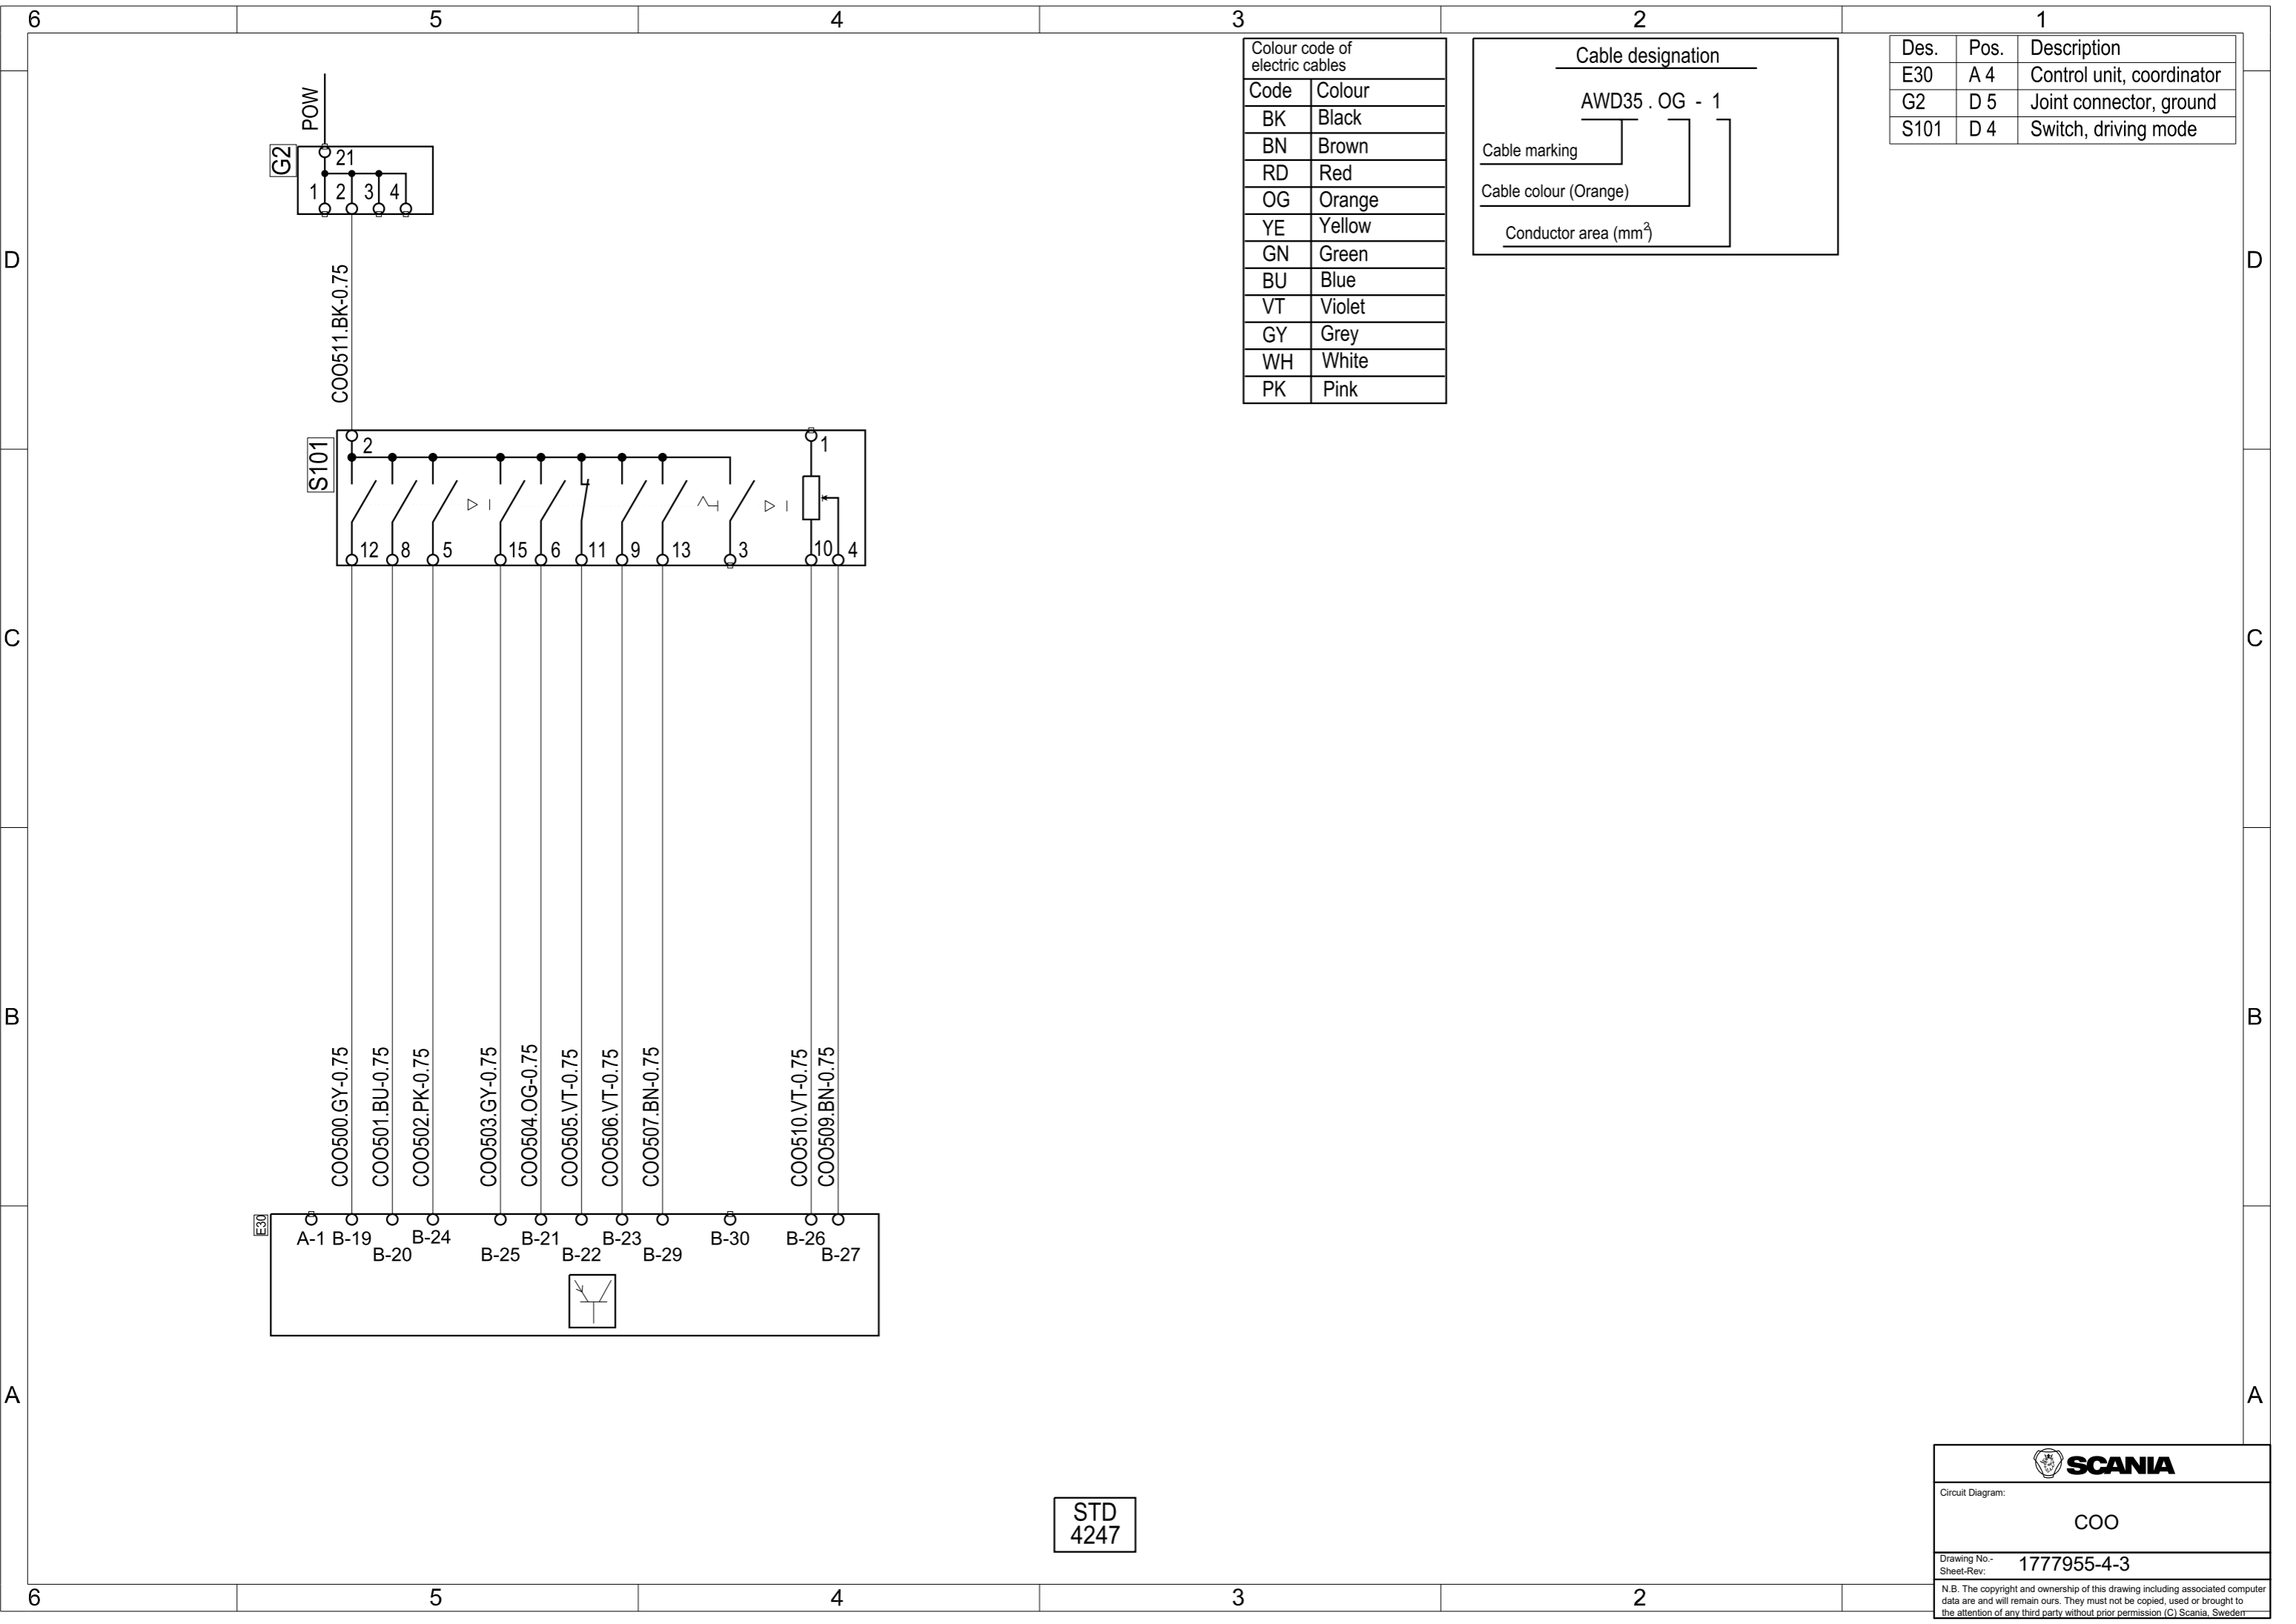 6 5 4 3 2 1
POW
G2
21
1 2 3 4
D
COO511.BK-0.75
Colour code of
electric cables
Code Colour
BK Black
BN Brown
RD Red
OG Orange
YE Yellow
GN Green
BU Blue
VT Violet
GY Grey
WH White
PK Pink
Cable designation
AWD35 . OG - 1
Cable marking
Cable colour (Orange)
Conductor area (mm²)
Des. Pos. Description
E30 A 4 Control unit, coordinator
G2 D 5 Joint connector, ground
S101 D 4 Switch, driving mode
D
S101
2 1
12 8 5 15 6 11 9 13 3 10 4
C C
B B
COO500.GY-0.75
COO501.BU-0.75
COO502.PK-0.75
COO503.GY-0.75
COO504.OG-0.75
COO505.VT-0.75
COO506.VT-0.75
COO507.BN-0.75
COO510.VT-0.75
COO509.BN-0.75
E30
A-1 B-19 B-24 B-21 B-23 B-30 B-26
B-20 B-25 B-22 B-29 B-27
A A
STD
4247
SCANIA
Circuit Diagram:
COO
Drawing No.-
Sheet-Rev:
1777955-4-3
N.B. The copyright and ownership of this drawing including associated computer
data are and will remain ours. They must not be copied, used or brought to
the attention of any third party without prior permission (C) Scania, Sweden
6 5 4 3 2